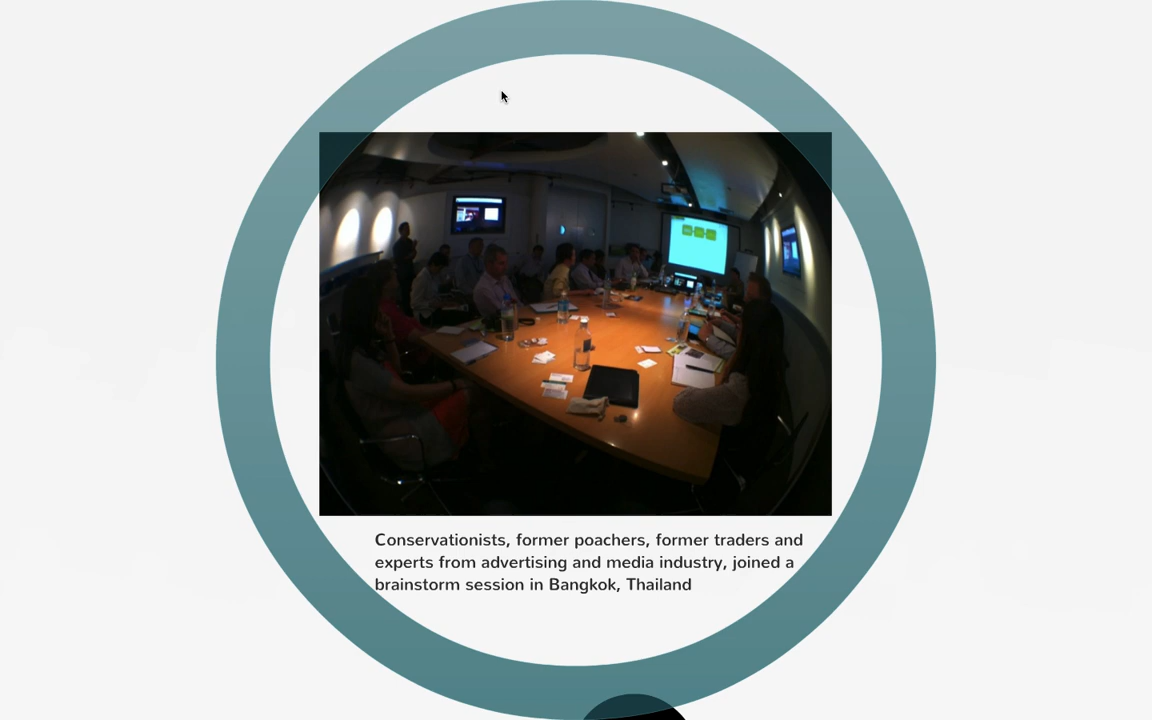 Conservationists, former poachers, former traders and
experts from advertising and media industry, joined a
brainstorm session in Bangkok, Thailand